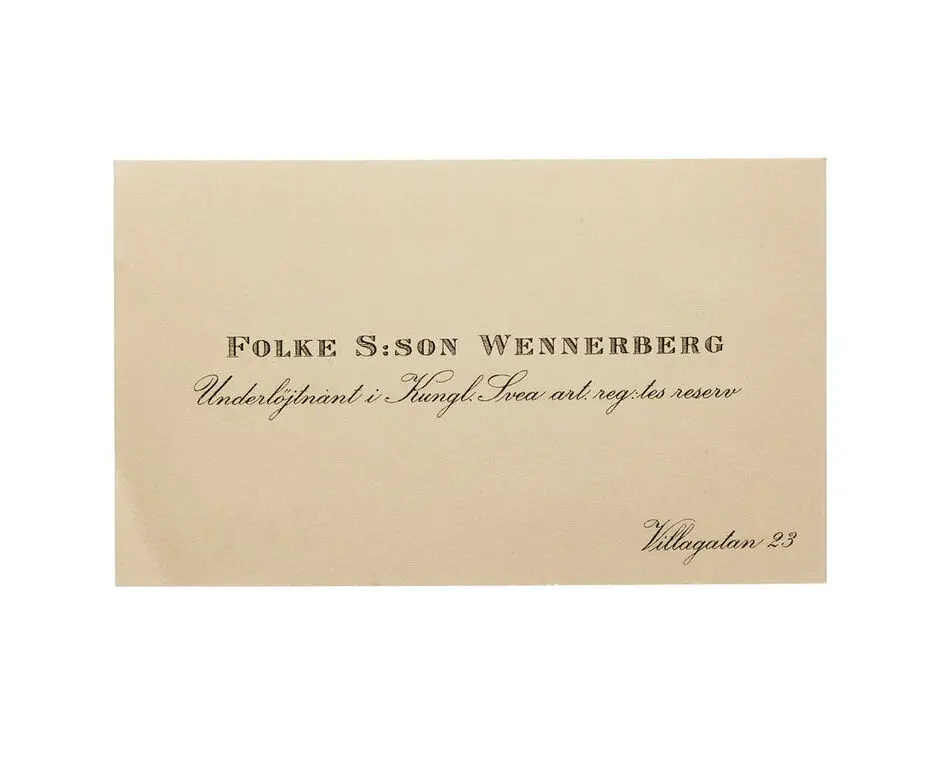 FOLKE S:SON WENNERBERG
Underlöjtnant i Kungl. Svea art. reg:tes reserv
Villagatan 23